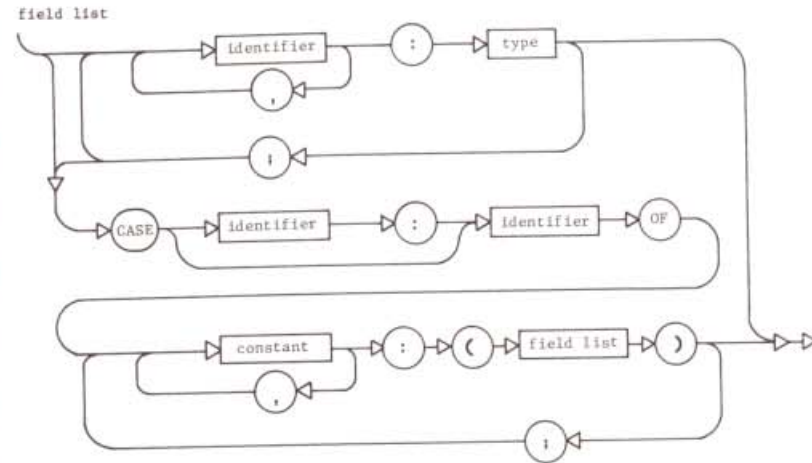 field list
identifier : type
,
;
CASE identifier : identifier OF
constant : ( field list )
,
;